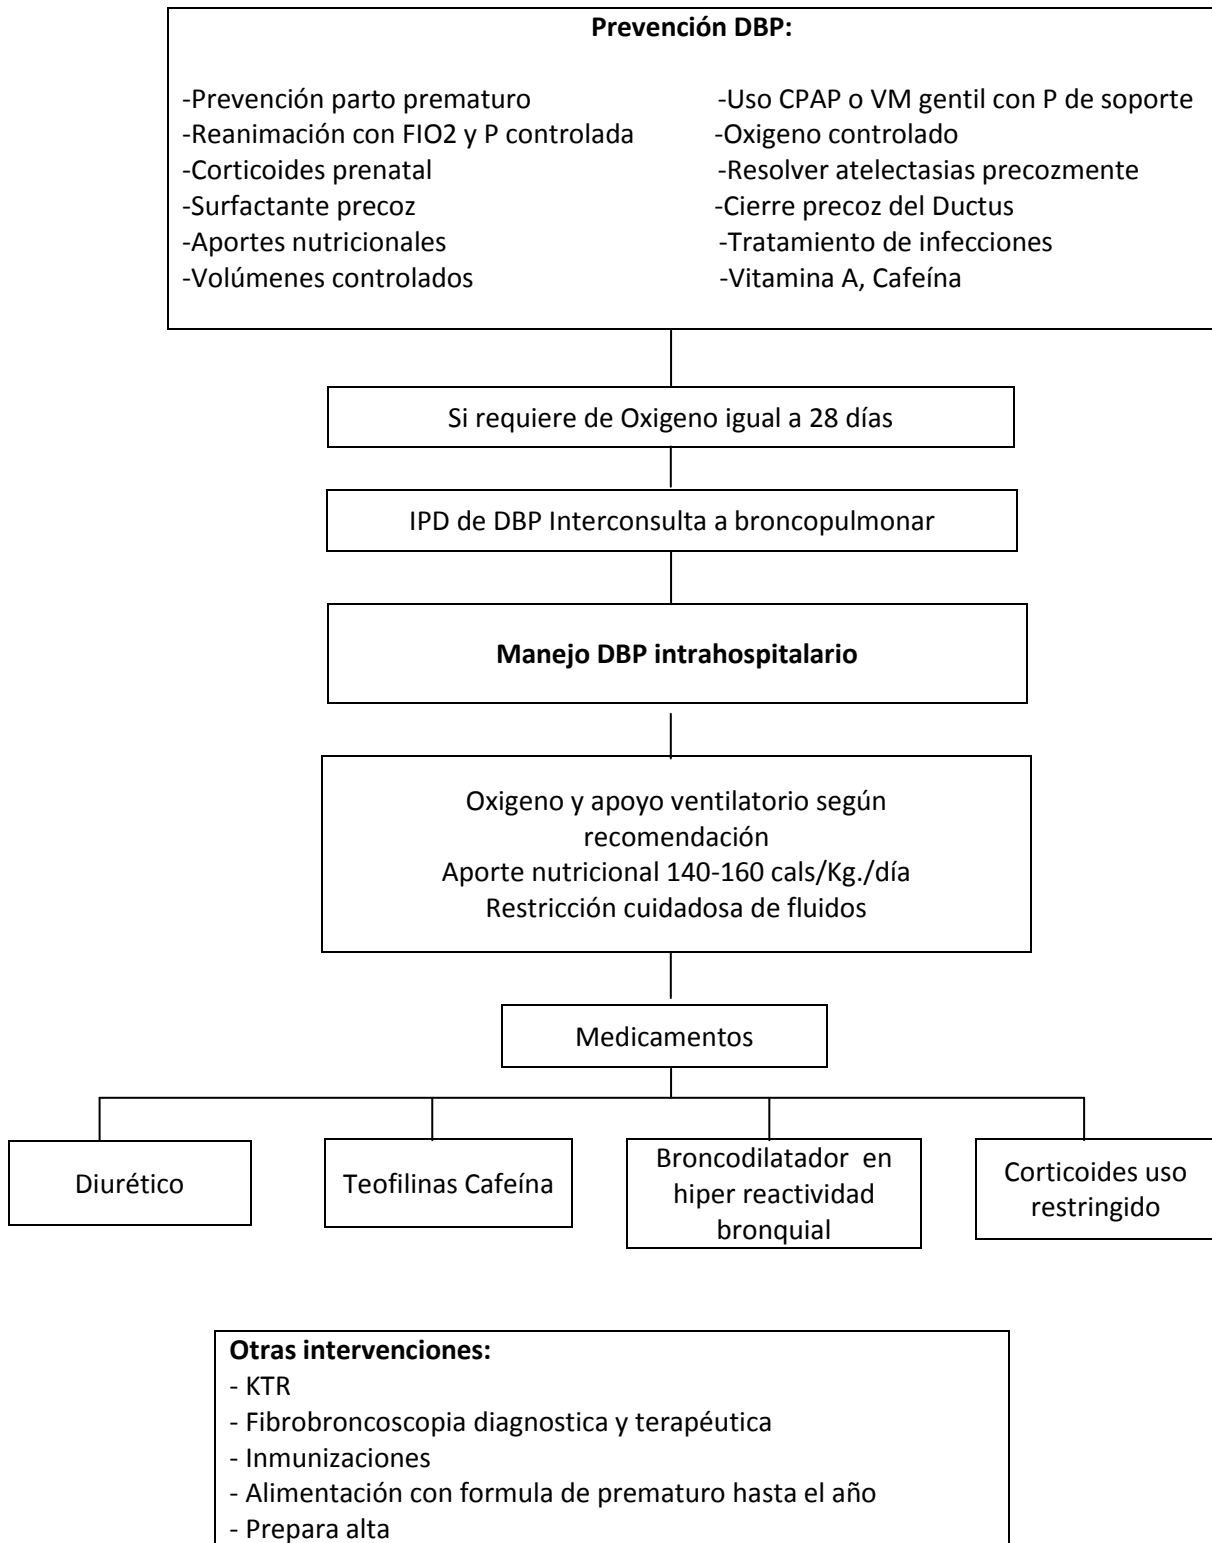 Prevención DBP:
-Prevención parto prematuro -Uso CPAP o VM gentil con P de soporte
-Reanimación con FIO2 y P controlada -Oxigeno controlado
-Corticoides prenatal -Resolver atelectasias precozmente
-Surfactante precoz -Cierre precoz del Ductus
-Aportes nutricionales -Tratamiento de infecciones
-Volúmenes controlados -Vitamina A, Cafeína
Si requiere de Oxigeno igual a 28 días
IPD de DBP Interconsulta a broncopulmonar
Manejo DBP intrahospitalario
Oxigeno y apoyo ventilatorio según
recomendación
Aporte nutricional 140-160 cals/Kg./día
Restricción cuidadosa de fluidos
Medicamentos
Diurético
Teofilinas Cafeína
Broncodilatador en
hiper reactividad
bronquial
Corticoides uso
restringido
Otras intervenciones:
- KTR
- Fibrobroncoscopia diagnostica y terapéutica
- Inmunizaciones
- Alimentación con formula de prematuro hasta el año
- Prepara alta